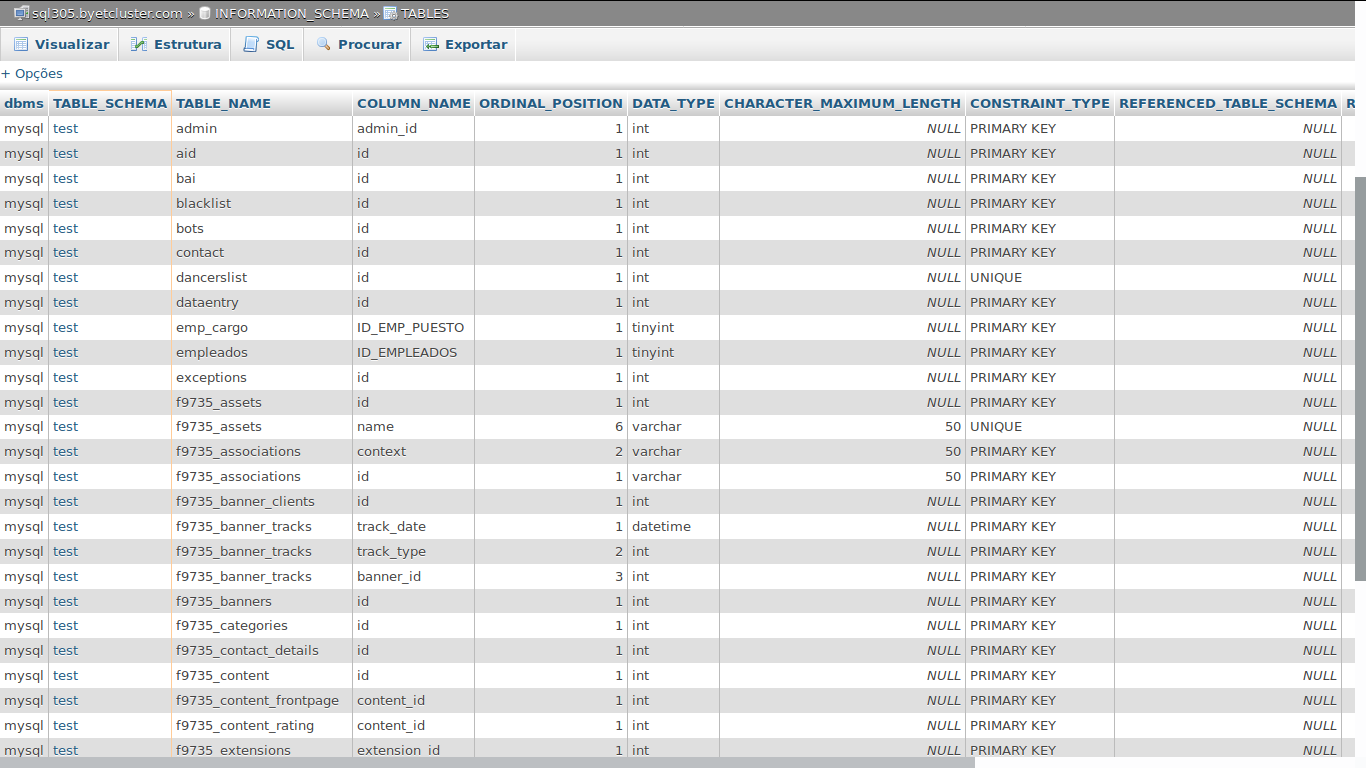 sql305.byetcluster.com » INFORMATION_SCHEMA » TABLES
Visualizar Estrutura SQL Procurar Exportar
+ Opções
dbms TABLE_SCHEMA TABLE_NAME COLUMN_NAME ORDINAL_POSITION DATA_TYPE CHARACTER_MAXIMUM_LENGTH CONSTRAINT_TYPE REFERENCED_TABLE_SCHEMA R
mysql test admin admin_id 1 int NULL PRIMARY KEY NULL
mysql test aid id 1 int NULL PRIMARY KEY NULL
mysql test bai id 1 int NULL PRIMARY KEY NULL
mysql test blacklist id 1 int NULL PRIMARY KEY NULL
mysql test bots id 1 int NULL PRIMARY KEY NULL
mysql test contact id 1 int NULL PRIMARY KEY NULL
mysql test dancerslist id 1 int NULL UNIQUE NULL
mysql test dataentry id 1 int NULL PRIMARY KEY NULL
mysql test emp_cargo ID_EMP_PUESTO 1 tinyint NULL PRIMARY KEY NULL
mysql test empleados ID_EMPLEADOS 1 tinyint NULL PRIMARY KEY NULL
mysql test exceptions id 1 int NULL PRIMARY KEY NULL
mysql test f9735_assets id 1 int NULL PRIMARY KEY NULL
mysql test f9735_assets name 6 varchar 50 UNIQUE NULL
mysql test f9735_associations context 2 varchar 50 PRIMARY KEY NULL
mysql test f9735_associations id 1 varchar 50 PRIMARY KEY NULL
mysql test f9735_banner_clients id 1 int NULL PRIMARY KEY NULL
mysql test f9735_banner_tracks track_date 1 datetime NULL PRIMARY KEY NULL
mysql test f9735_banner_tracks track_type 2 int NULL PRIMARY KEY NULL
mysql test f9735_banner_tracks banner_id 3 int NULL PRIMARY KEY NULL
mysql test f9735_banners id 1 int NULL PRIMARY KEY NULL
mysql test f9735_categories id 1 int NULL PRIMARY KEY NULL
mysql test f9735_contact_details id 1 int NULL PRIMARY KEY NULL
mysql test f9735_content id 1 int NULL PRIMARY KEY NULL
mysql test f9735_content_frontpage content_id 1 int NULL PRIMARY KEY NULL
mysql test f9735_content_rating content_id 1 int NULL PRIMARY KEY NULL
mysql test f9735_extensions extension_id 1 int NULL PRIMARY KEY NULL